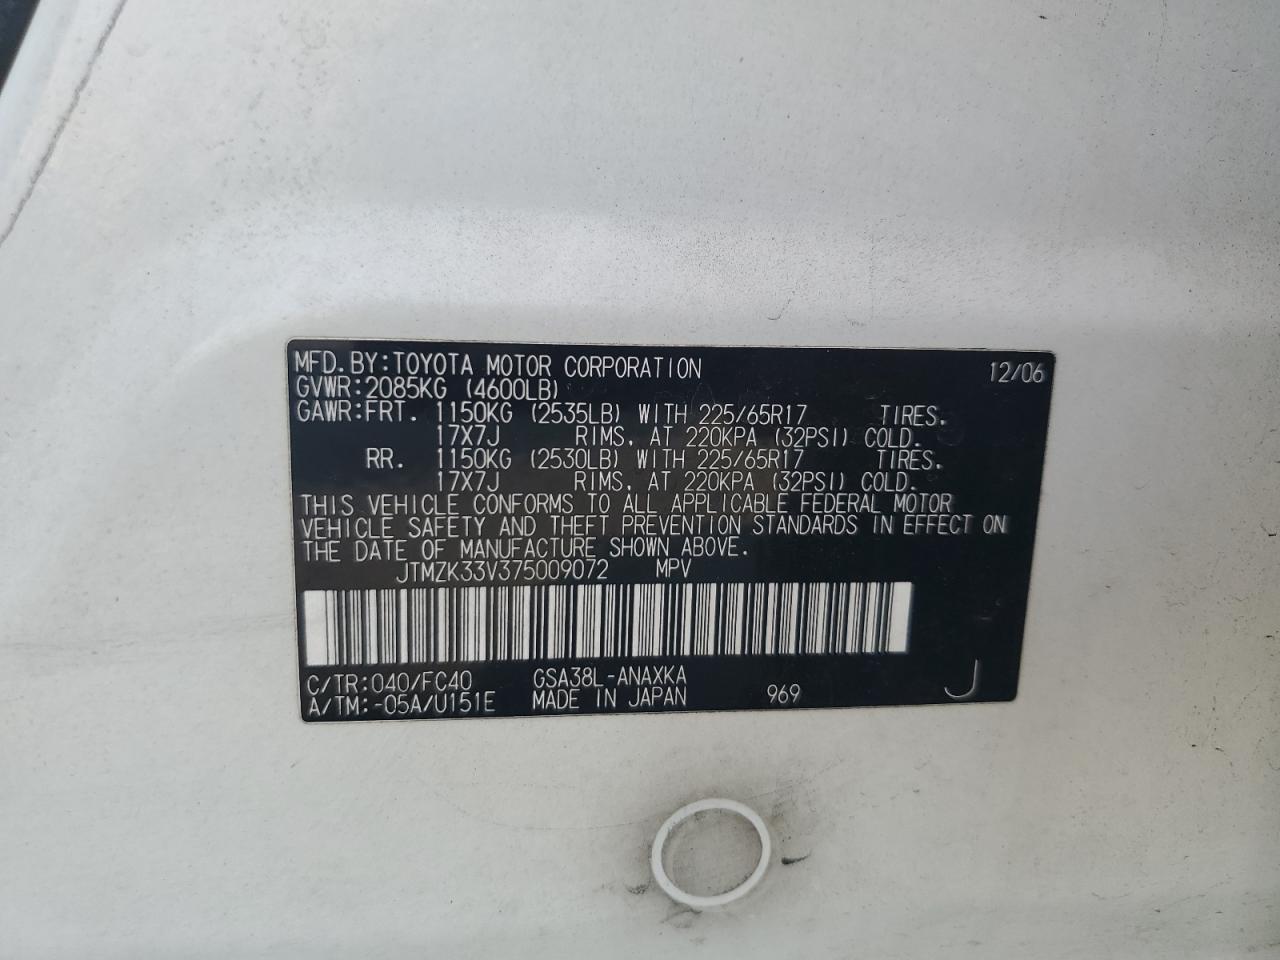 MFD.BY:TOYOTA MOTOR CORPORATION 12/06
GVWR:2085KG (4600LB)
GAWR:FRT. 1150KG (2535LB) WITH 225/65R17 TIRES.
17X7J RIMS, AT 220KPA (32PSI) COLD.
RR. 1150KG (2530LB) WITH 225/65R17 TIRES.
17X7J RIMS, AT 220KPA (32PSI) COLD.
THIS VEHICLE CONFORMS TO ALL APPLICABLE FEDERAL MOTOR
VEHICLE SAFETY AND THEFT PREVENTION STANDARDS IN EFFECT ON
THE DATE OF MANUFACTURE SHOWN ABOVE.
JTMZK33V375009072 MPV
C/TR:040/FC40 GSA38L-ANAXKA
A/TM:-05A/U151E MADE IN JAPAN 969 J